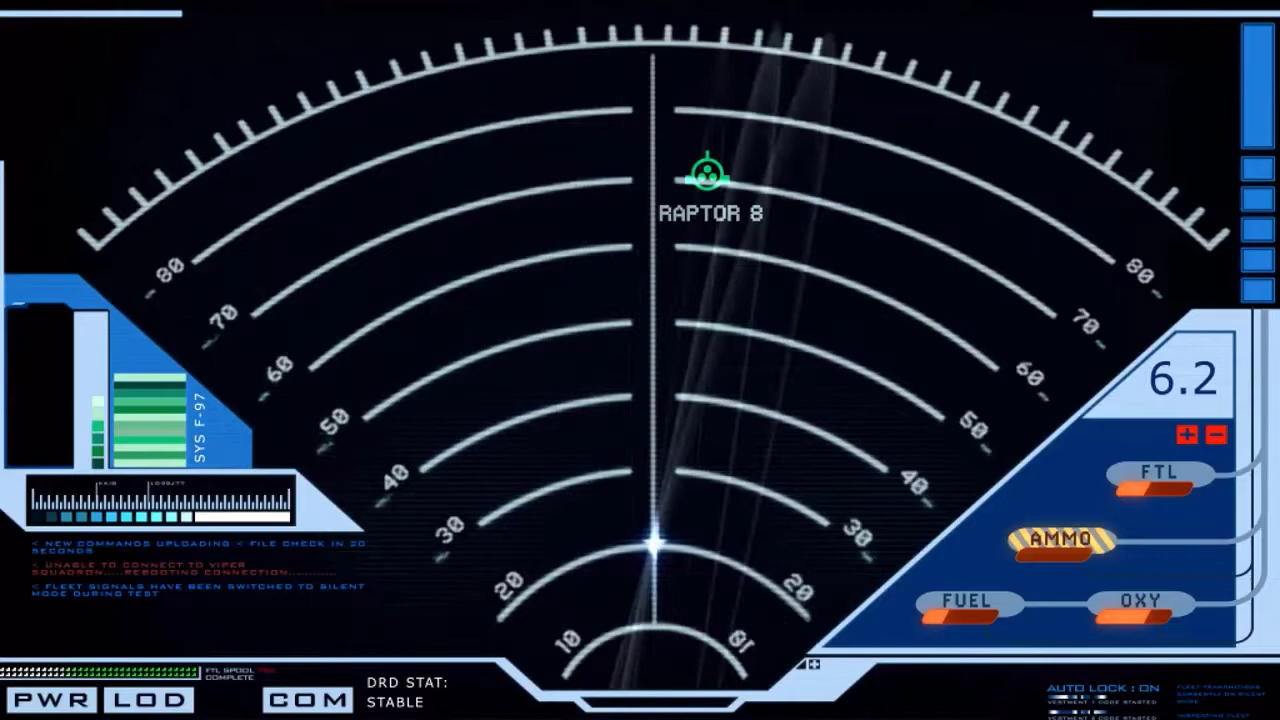 RAPTOR 8
80
80
70
70
60
60
50
50
40
40
30
30
20
20
10
10
SYS F-97
6.2
FTL
AMMO
FUEL
OXY
< NEW COMMANDS UPLOADING < FILE CHECK IN 20
SECONDS
< UNABLE TO CONNECT TO VIPER
SQUADRON.....REBOOTING CONNECTION............
< FLEET SIGNALS HAVE BEEN SWITCHED TO SILENT
MODE DURING TEST
FTL SPOOL
COMPLETE
PWR
LOD
COM
DRD STAT:
STABLE
AUTO LOCK : ON